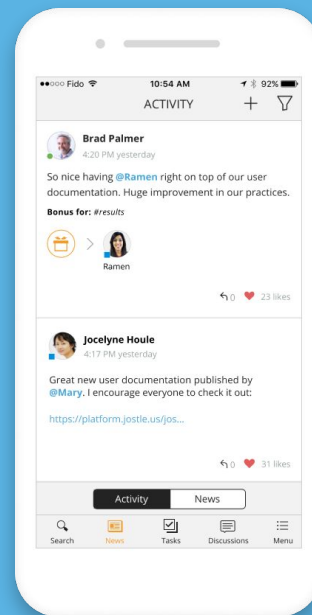 Fido 10:54 AM 92%
ACTIVITY
Brad Palmer
4:20 PM yesterday
So nice having @Ramen right on top of our user
documentation. Huge improvement in our practices.
Bonus for: #results
Ramen
0 23 likes
Jocelyne Houle
4:17 PM yesterday
Great new user documentation published by
@Mary. I encourage everyone to check it out:
https://platform.jostle.us/jos...
0 31 likes
Activity News
Search News Tasks Discussions Menu